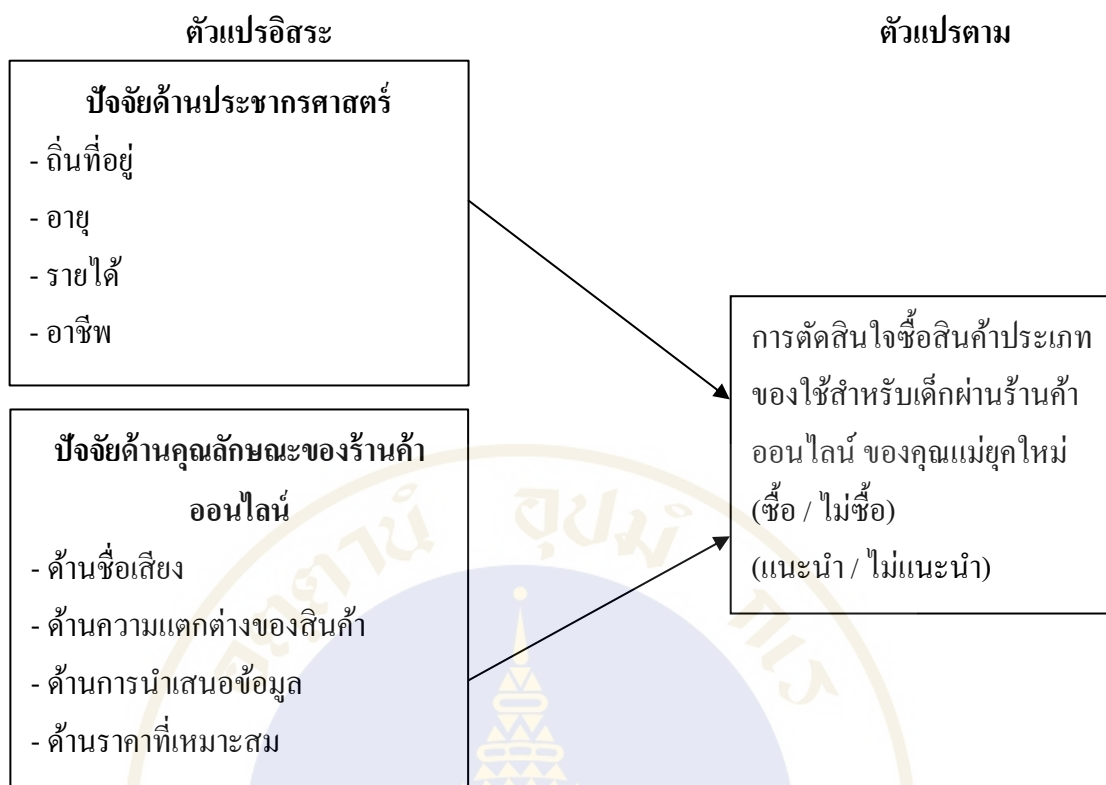 ตัวแปรอิสระ
ตัวแปรตาม
ปัจจัยด้านประชากรศาสตร์
- ถิ่นที่อยู่
- อายุ
- รายได้
- อาชีพ
ปัจจัยด้านคุณลักษณะของร้านค้า
ออนไลน์
- ด้านชื่อเสียง
- ด้านความแตกต่างของสินค้า
- ด้านการนำเสนอข้อมูล
- ด้านราคาที่เหมาะสม
การตัดสินใจซื้อสินค้าประเภท
ของใช้สำหรับเด็กผ่านร้านค้า
ออนไลน์ ของคุณแม่ยุคใหม่
(ซื้อ / ไม่ซื้อ)
(แนะนำ / ไม่แนะนำ)
อุปมํ